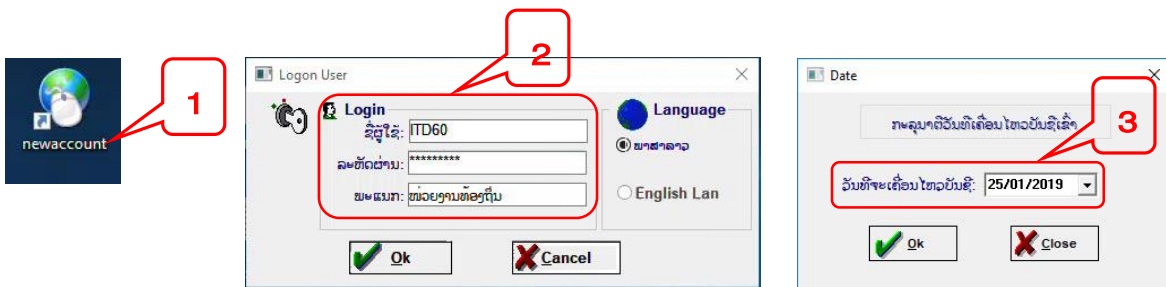 1
newaccount
2
Logon User
Login
ຊື່ຜູ້ໃຊ້: ITD60
ລະຫັດຜ່ານ: *********
ພະແນກ: ໜ່ວຍງານທ້ອງຖິ່ນ
Language
ພາສາລາວ
English Lan
Ok
Cancel
3
Date
ກະລຸນາຕີວັນທີເຄື່ອນໄຫວບັນຊີເຂົ້າ
ວັນທີຈະເຄື່ອນໄຫວບັນຊີ: 25/01/2019
Ok
Close